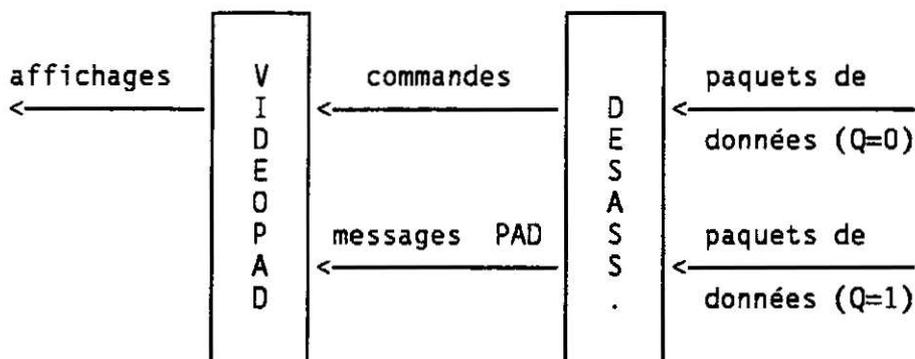 affichages
VIDEOPAD
commandes
messages PAD
DESASS.
paquets de
données (Q=0)
paquets de
données (Q=1)